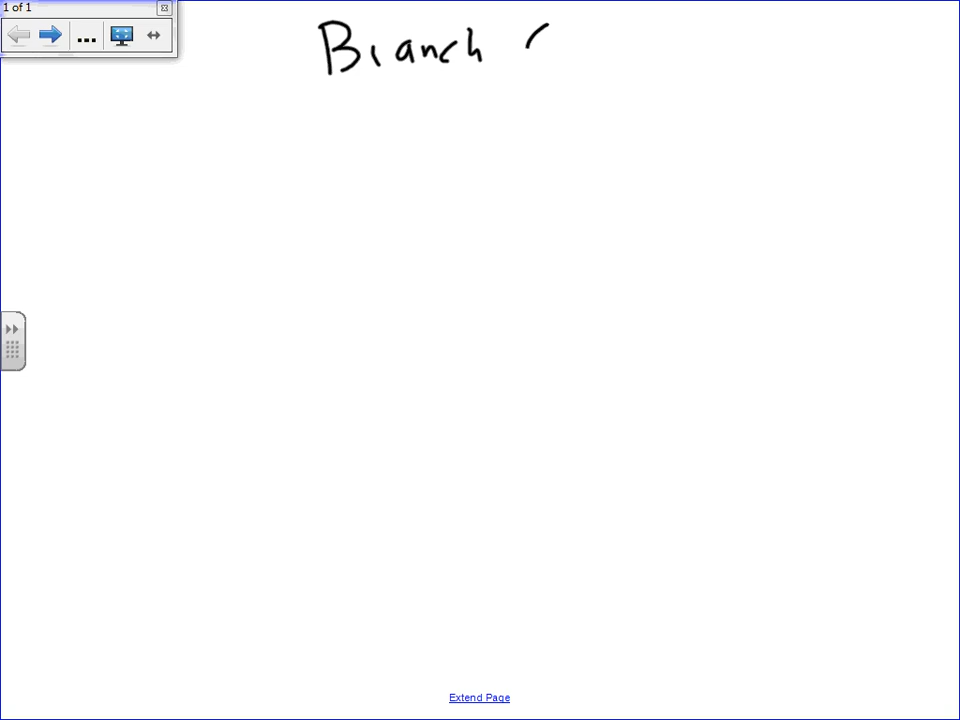 1 of 1
Branch
Extend Page